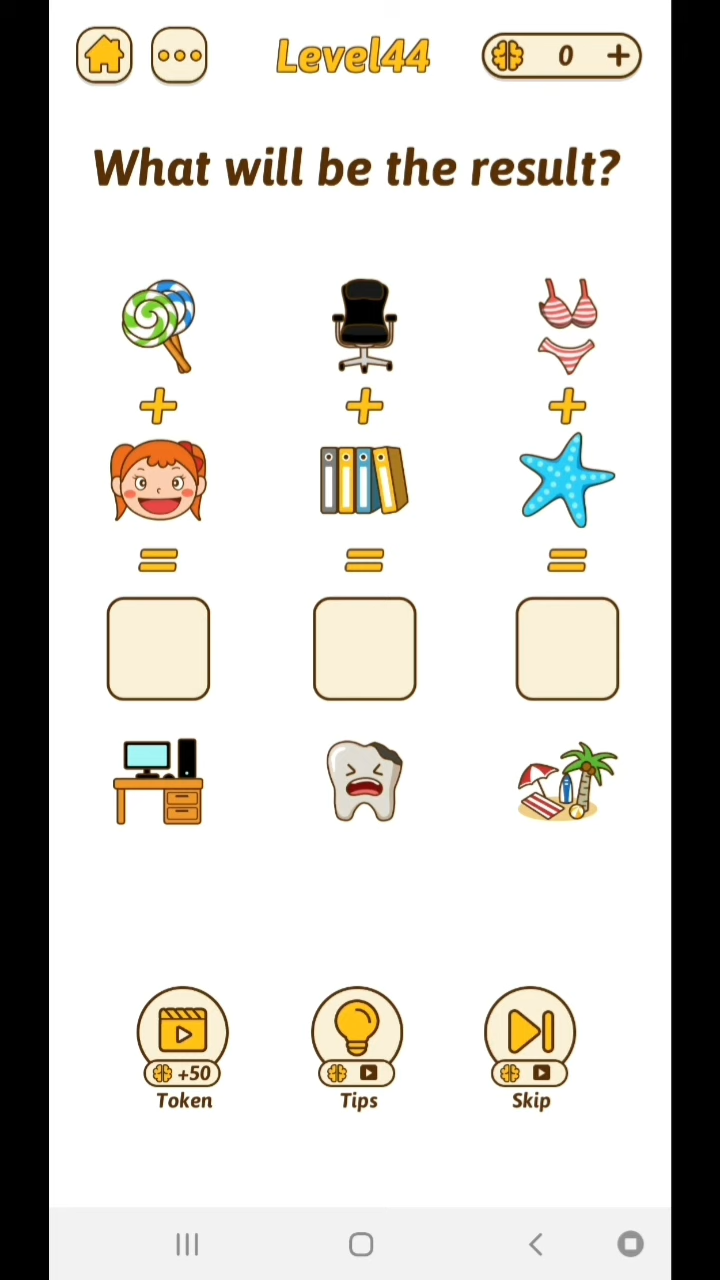 Level44
0 +
What will be the result?
+ + +
= = =
+50
Token
Tips
Skip